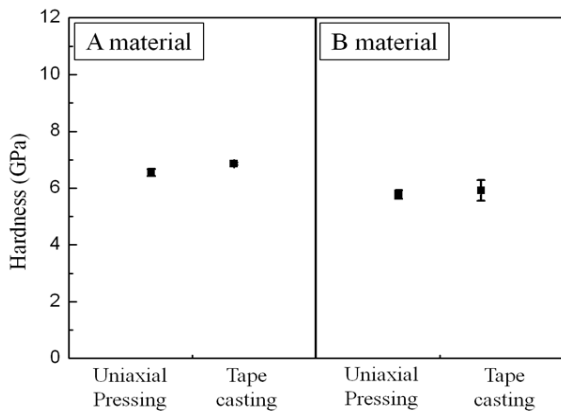 A material
B material
12
10
8
6
4
2
0
Hardness (GPa)
Uniaxial
Pressing
Tape
casting
Uniaxial
Pressing
Tape
casting